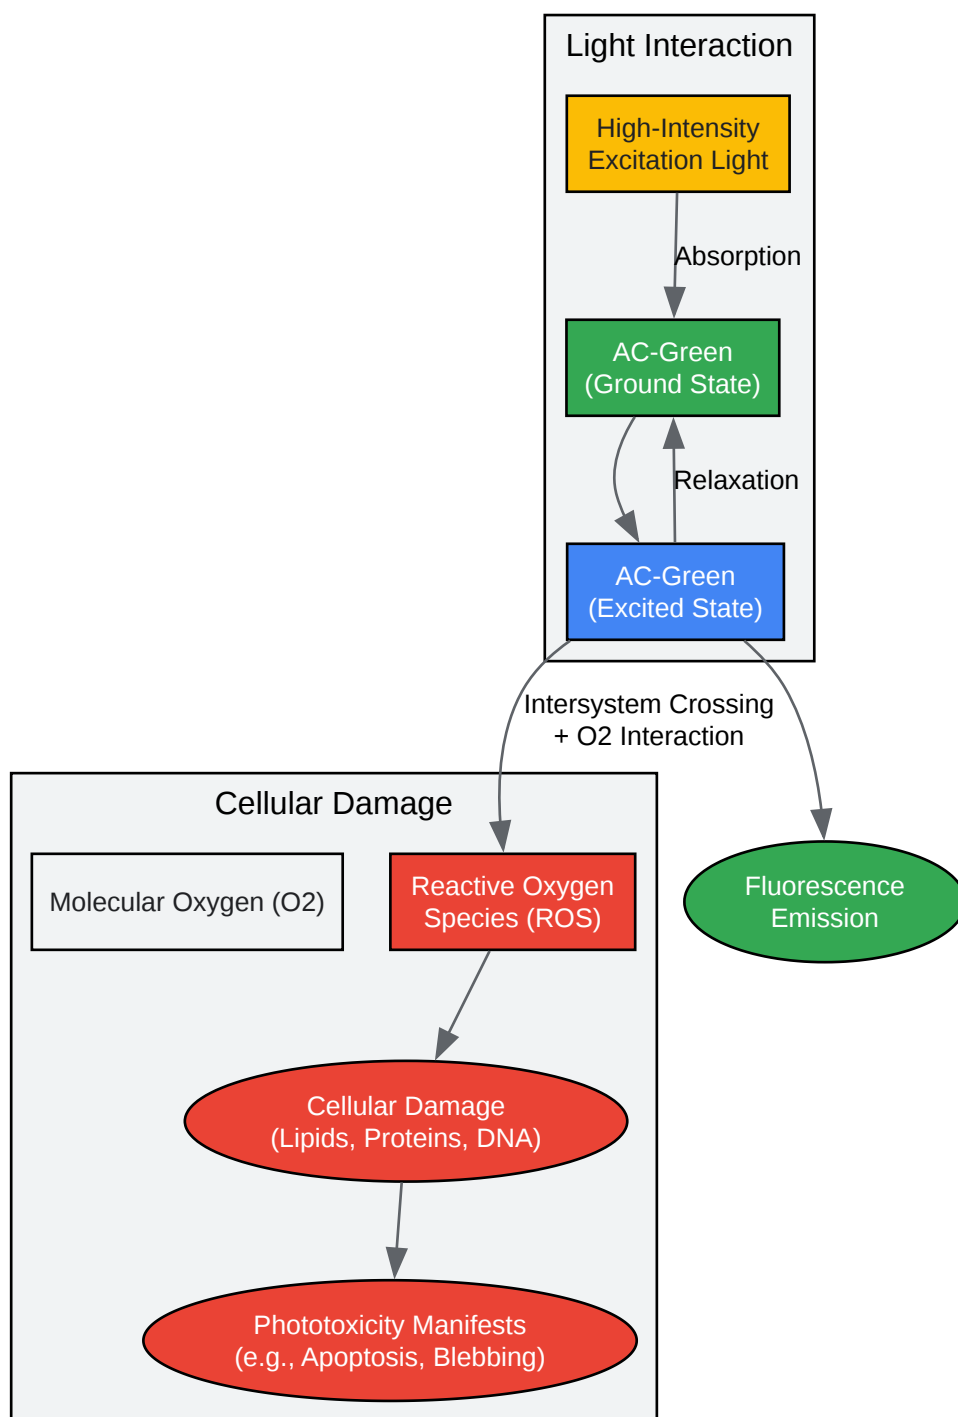 Light Interaction
High-Intensity
Excitation Light
Absorption
AC-Green
(Ground State)
Relaxation
AC-Green
(Excited State)
Intersystem Crossing
+ O2 Interaction
Cellular Damage
Molecular Oxygen (O2)
Reactive Oxygen
Species (ROS)
Fluorescence
Emission
Cellular Damage
(Lipids, Proteins, DNA)
Phototoxicity Manifests
(e.g., Apoptosis, Blebbing)